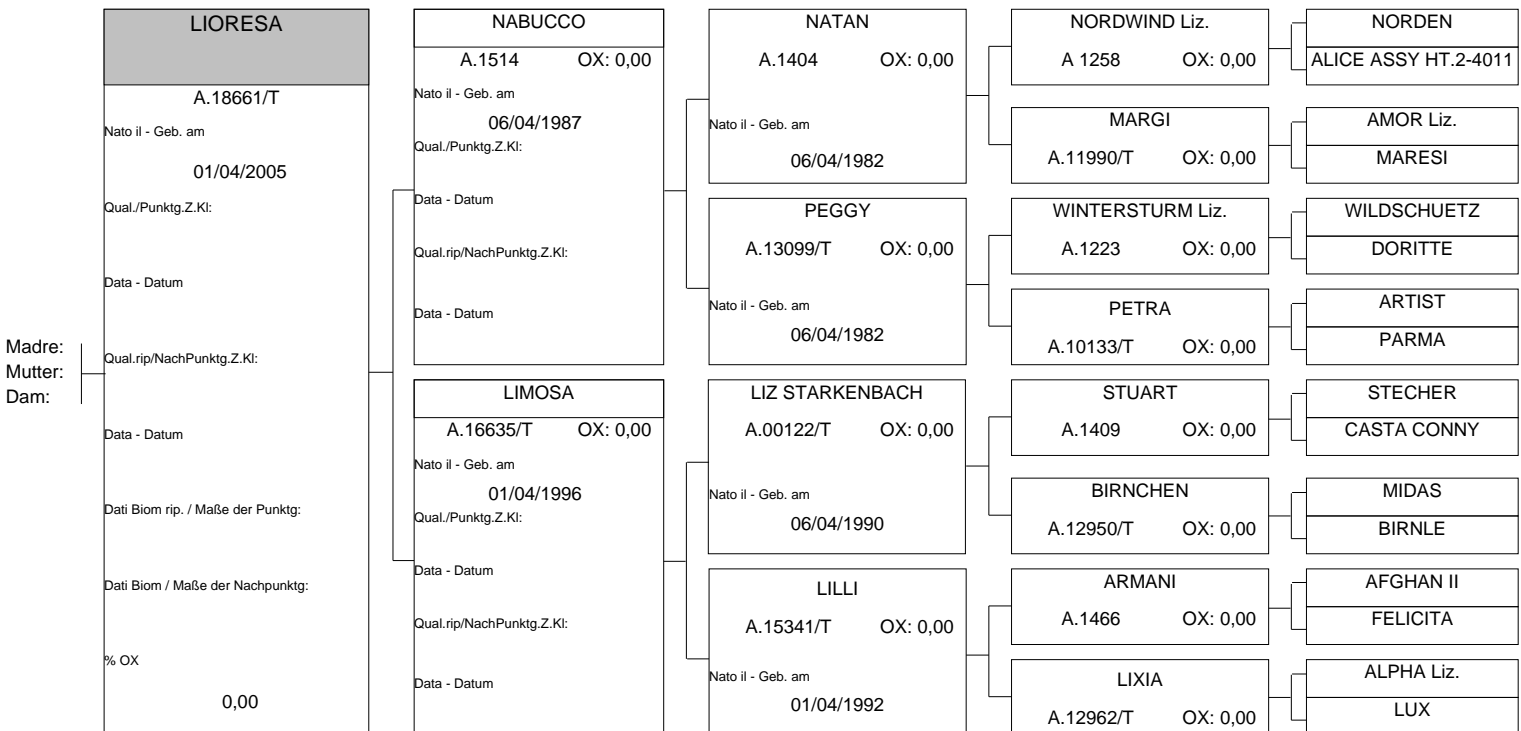 Madre:
Mutter:
Dam:
LIORESA
A.18661/T
Nato il - Geb. am
01/04/2005
Qual./Punktg.Z.Kl:
Data - Datum
Qual.rip/NachPunktg.Z.Kl:
Data - Datum
Dati Biom rip. / Maße der Punktg:
Dati Biom / Maße der Nachpunktg:
% OX
0,00
NABUCCO
A.1514 OX: 0,00
Nato il - Geb. am
06/04/1987
Qual./Punktg.Z.Kl:
Data - Datum
Qual.rip/NachPunktg.Z.Kl:
Data - Datum
LIMOSA
A.16635/T OX: 0,00
Nato il - Geb. am
01/04/1996
Qual./Punktg.Z.Kl:
Data - Datum
Qual.rip/NachPunktg.Z.Kl:
Data - Datum
NATAN
A.1404 OX: 0,00
Nato il - Geb. am
06/04/1982
PEGGY
A.13099/T OX: 0,00
Nato il - Geb. am
06/04/1982
LIZ STARKENBACH
A.00122/T OX: 0,00
Nato il - Geb. am
06/04/1990
LILLI
A.15341/T OX: 0,00
Nato il - Geb. am
01/04/1992
NORDWIND Liz.
A 1258 OX: 0,00
MARGI
A.11990/T OX: 0,00
WINTERSTURM Liz.
A.1223 OX: 0,00
PETRA
A.10133/T OX: 0,00
STUART
A.1409 OX: 0,00
BIRNCHEN
A.12950/T OX: 0,00
ARMANI
A.1466 OX: 0,00
LIXIA
A.12962/T OX: 0,00
NORDEN
ALICE ASSY HT.2-4011
AMOR Liz.
MARESI
WILDSCHUETZ
DORITTE
ARTIST
PARMA
STECHER
CASTA CONNY
MIDAS
BIRNLE
AFGHAN II
FELICITA
ALPHA Liz.
LUX